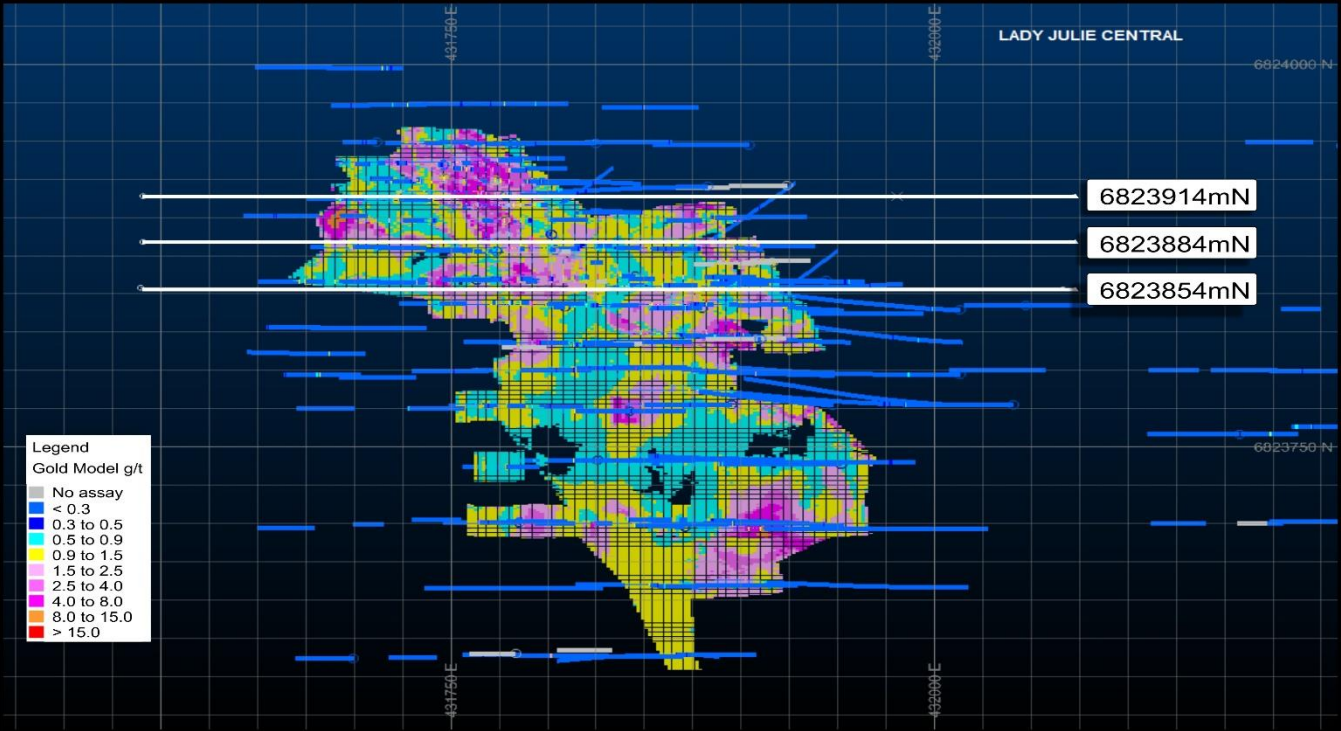 431750 E
432000 E
LADY JULIE CENTRAL
6824000 N
6823914mN
6823884mN
6823854mN
6823750 N
Legend
Gold Model g/t
No assay
< 0.3
0.3 to 0.5
0.5 to 0.9
0.9 to 1.5
1.5 to 2.5
2.5 to 4.0
4.0 to 8.0
8.0 to 15.0
> 15.0
431750 E
432000 E